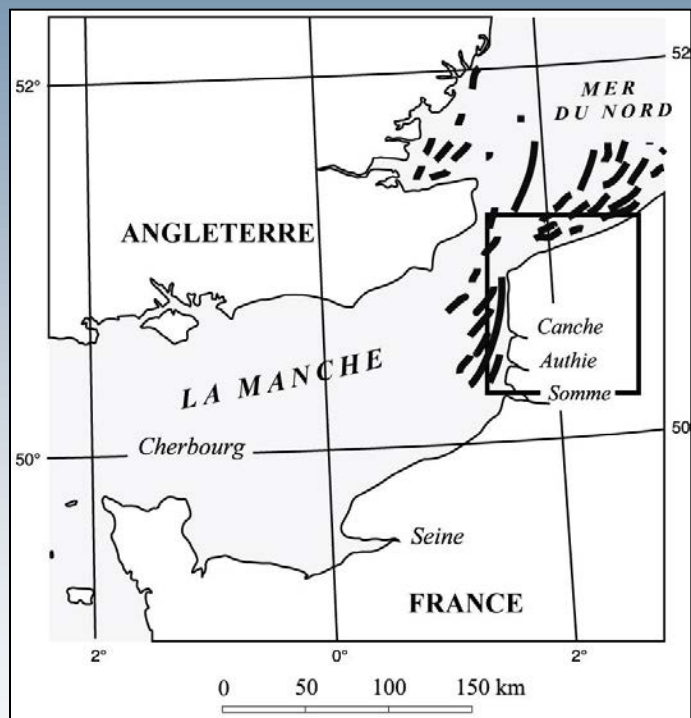 52°
52°
MER
DU NORD
ANGLETERRE
Canche
LA MANCHE
Authie
Somme
Cherbourg
50°
50°
Seine
FRANCE
2°
0°
2°
0 50 100 150 km